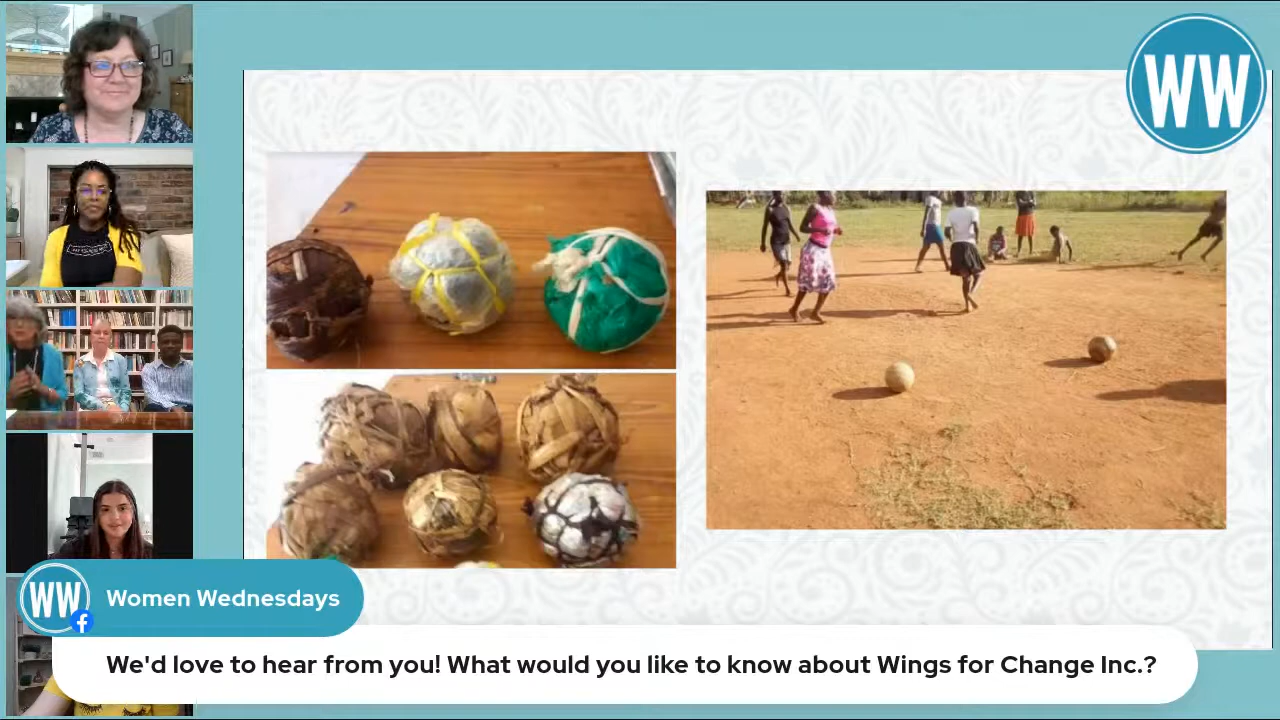 WW
WW
Women Wednesdays
We'd love to hear from you! What would you like to know about Wings for Change Inc.?